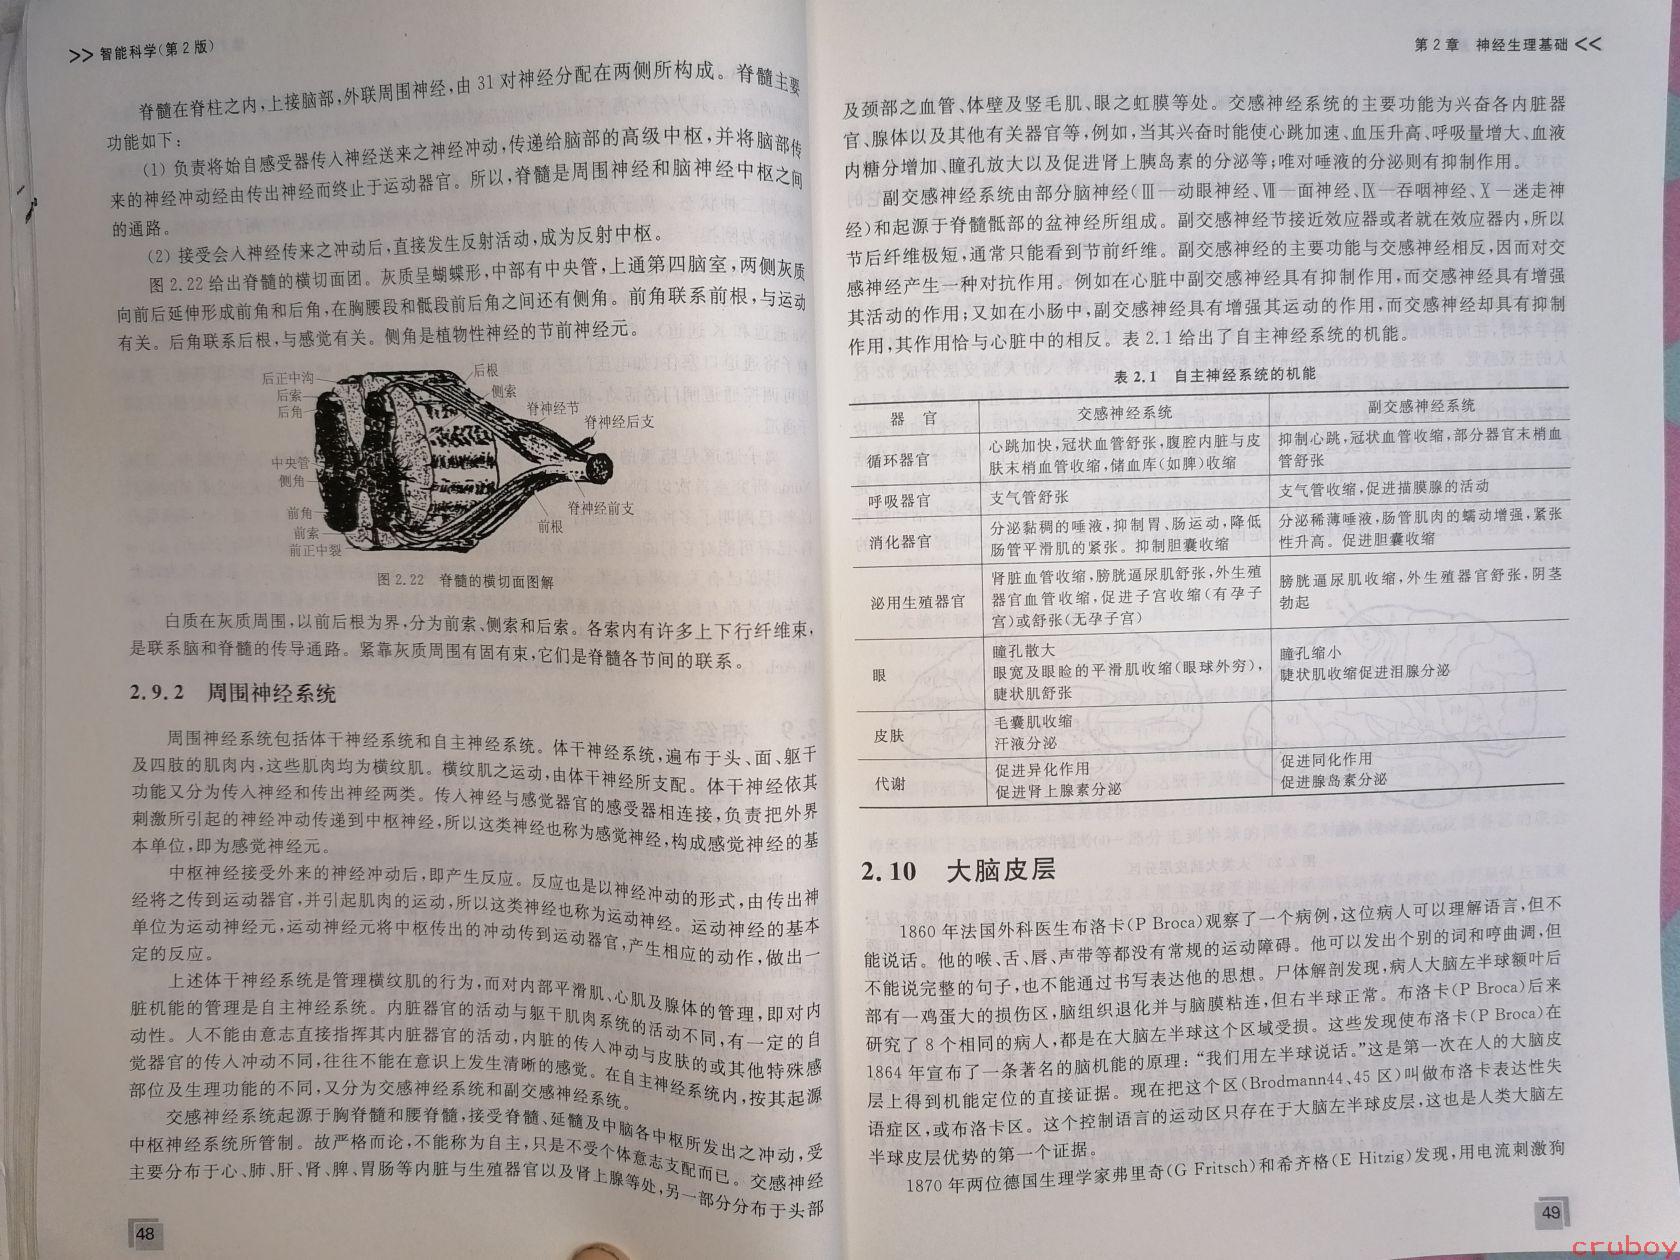 >> 智能科学(第2版)
脊髓在脊柱之内,上接脑部,外联周围神经,由31对神经分配在两侧所构成。脊髓主要
功能如下:
(1) 负责将始自感受器传入神经送来之神经冲动,传递给脑部的高级中枢,并将脑部传
来的神经冲动经由传出神经而终止于运动器官。所以,脊髓是周围神经和脑神经中枢之间
的通路。
(2) 接受会入神经传来之冲动后,直接发生反射活动,成为反射中枢。
图2.22给出脊髓的横切面团。灰质呈蝴蝶形,中部有中央管,上通第四脑室,两侧灰质
向前后延伸形成前角和后角,在胸腰段和骶段前后角之间还有侧角。前角联系前根,与运动
有关。后角联系后根,与感觉有关。侧角是植物性神经的节前神经元。
后正中沟
后索
后角
中央管
侧角
前角
前索
前正中裂
后根
侧索
脊神经节
脊神经后支
脊神经前支
前根
图2.22 脊髓的横切面图解
白质在灰质周围,以前后根为界,分为前索、侧索和后索。各索内有许多上下行纤维束,
是联系脑和脊髓的传导通路。紧靠灰质周围有固有束,它们是脊髓各节间的联系。
2.9.2 周围神经系统
周围神经系统包括体干神经系统和自主神经系统。体干神经系统,遍布于头、面、躯干
及四肢的肌肉内,这些肌肉均为横纹肌。横纹肌之运动,由体干神经所支配。体干神经依其
功能又分为传入神经和传出神经两类。传入神经与感觉器官的感受器相连接,负责把外界
刺激所引起的神经冲动传递到中枢神经,所以这类神经也称为感觉神经,构成感觉神经的基
本单位,即为感觉神经元。
中枢神经接受外来的神经冲动后,即产生反应。反应也是以神经冲动的形式,由传出神
经将之传到运动器官,并引起肌肉的运动,所以这类神经也称为运动神经。运动神经的基本
单位为运动神经元,运动神经元将中枢传出的冲动传到运动器官,产生相应的动作,做出一
定的反应。
上述体干神经系统是管理横纹肌的行为,而对内部平滑肌、心肌及腺体的管理,即对内
脏机能的管理是自主神经系统。内脏器官的活动与躯干肌肉系统的活动不同,有一定的自
动性。人不能由意志直接指挥其内脏器官的活动,内脏的传入冲动与皮肤的或其他特殊感
觉器官的传入冲动不同,往往不能在意识上发生清晰的感觉。在自主神经系统内,按其起源
部位及生理功能的不同,又分为交感神经系统和副交感神经系统。
交感神经系统起源于胸脊髓和腰脊髓,接受脊髓、延髓及中脑各中枢所发出之冲动,受
中枢神经系统所管制。故严格而论,不能称为自主,只是不受个体意志支配而已。交感神经
主要分布于心、肺、肝、肾、脾、胃肠等内脏与生殖器官以及肾上腺等处,另一部分分布于头部
48
第2章 神经生理基础 <<
及颈部之血管、体壁及竖毛肌、眼之虹膜等处。交感神经系统的主要功能为兴奋各内脏器
官、腺体以及其他有关器官等,例如,当其兴奋时能使心跳加速、血压升高、呼吸量增大、血液
内糖分增加、瞳孔放大以及促进肾上胰岛素的分泌等;唯对唾液的分泌则有抑制作用。
副交感神经系统由部分脑神经(Ⅲ—动眼神经、Ⅶ—面神经、Ⅸ—吞咽神经、Ⅹ—迷走神
经)和起源于脊髓骶部的盆神经所组成。副交感神经节接近效应器或者就在效应器内,所以
节后纤维极短,通常只能看到节前纤维。副交感神经的主要功能与交感神经相反,因而对交
感神经产生一种对抗作用。例如在心脏中副交感神经具有抑制作用,而交感神经具有增强
其活动的作用;又如在小肠中,副交感神经具有增强其运动的作用,而交感神经却具有抑制
作用,其作用恰与心脏中的相反。表2.1给出了自主神经系统的机能。
表2.1 自主神经系统的机能
器 官 交感神经系统 副交感神经系统
循环器官 心跳加快,冠状血管舒张,腹腔内脏与皮 抑制心跳,冠状血管收缩,部分器官末梢血
肤末梢血管收缩,储血库(如脾)收缩 管舒张
呼吸器官 支气管舒张 支气管收缩,促进描膜腺的活动
消化器官 分泌黏稠的唾液,抑制胃、肠运动,降低 分泌稀薄唾液,肠管肌肉的蠕动增强,紧张
肠管平滑肌的紧张。抑制胆囊收缩 性升高。促进胆囊收缩
泌用生殖器官 肾脏血管收缩,膀胱逼尿肌舒张,外生殖 膀胱逼尿肌收缩,外生殖器官舒张,阴茎
器官血管收缩,促进子宫收缩(有孕子 勃起
宫)或舒张(无孕子宫)
眼 瞳孔散大 瞳孔缩小
眼宽及眼睑的平滑肌收缩(眼球外穷), 睫状肌收缩促进泪腺分泌
睫状肌舒张
皮肤 毛囊肌收缩
汗液分泌
代谢 促进异化作用 促进同化作用
促进肾上腺素分泌 促进腺岛素分泌
2.10 大脑皮层
1860年法国外科医生布洛卡(P Broca)观察了一个病例,这位病人可以理解语言,但不
能说话。他的喉、舌、唇、声带等都没有常规的运动障碍。他可以发出个别的词和哼曲调,但
不能说完整的句子,也不能通过书写表达他的思想。尸体解剖发现,病人大脑左半球额叶后
部有一鸡蛋大的损伤区,脑组织退化并与脑膜粘连,但右半球正常。布洛卡(P Broca)后来
研究了8个相同的病人,都是在大脑左半球这个区域受损。这些发现使布洛卡(P Broca)在
1864年宣布了一条著名的脑机能的原理:“我们用左半球说话。”这是第一次在人的大脑皮
层上得到机能定位的直接证据。现在把这个区(Brodmann44、45区)叫做布洛卡表达性失
语症区,或布洛卡区。这个控制语言的运动区只存在于大脑左半球皮层,这也是人类大脑左
半球皮层优势的第一个证据。
1870年两位德国生理学家弗里奇(G Fritsch)和希齐格(E Hitzig)发现,用电流刺激狗
49
cruboy